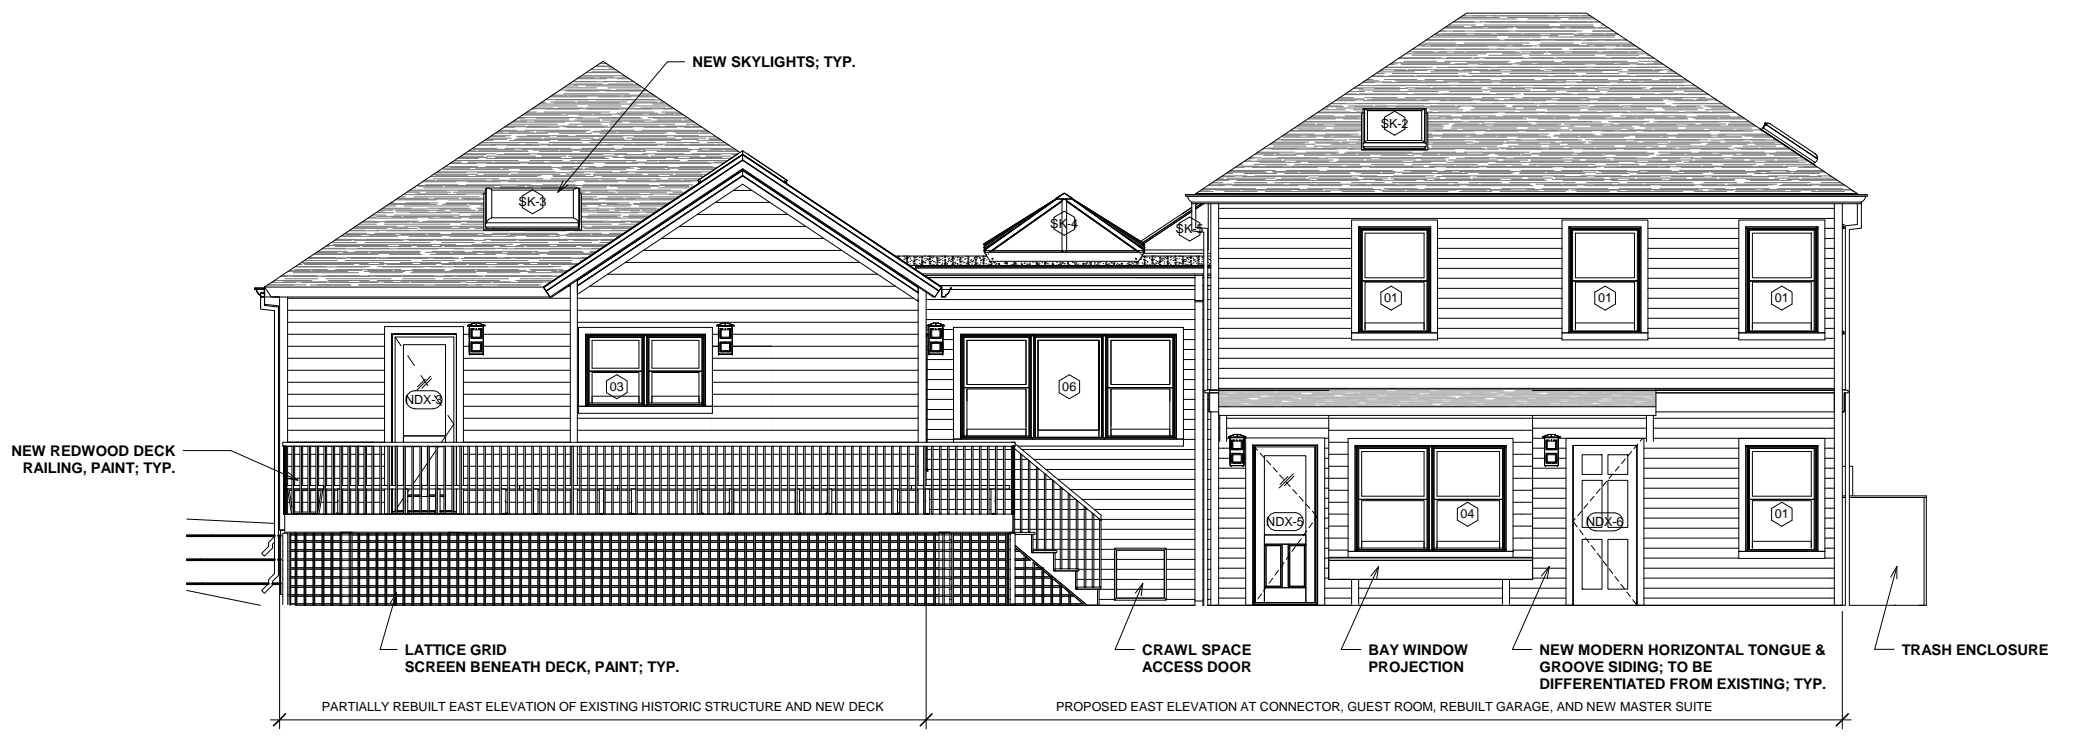 NEW SKYLIGHTS; TYP.
SK-2
SK-3
SK-4
SK-5
01
01
01
03
06
NDX-3
NEW REDWOOD DECK
RAILING, PAINT; TYP.
NDX-5
04
NDX-6
01
LATTICE GRID
SCREEN BENEATH DECK, PAINT; TYP.
CRAWL SPACE
ACCESS DOOR
BAY WINDOW
PROJECTION
NEW MODERN HORIZONTAL TONGUE &
GROOVE SIDING; TO BE
DIFFERENTIATED FROM EXISTING; TYP.
TRASH ENCLOSURE
PARTIALLY REBUILT EAST ELEVATION OF EXISTING HISTORIC STRUCTURE AND NEW DECK
PROPOSED EAST ELEVATION AT CONNECTOR, GUEST ROOM, REBUILT GARAGE, AND NEW MASTER SUITE